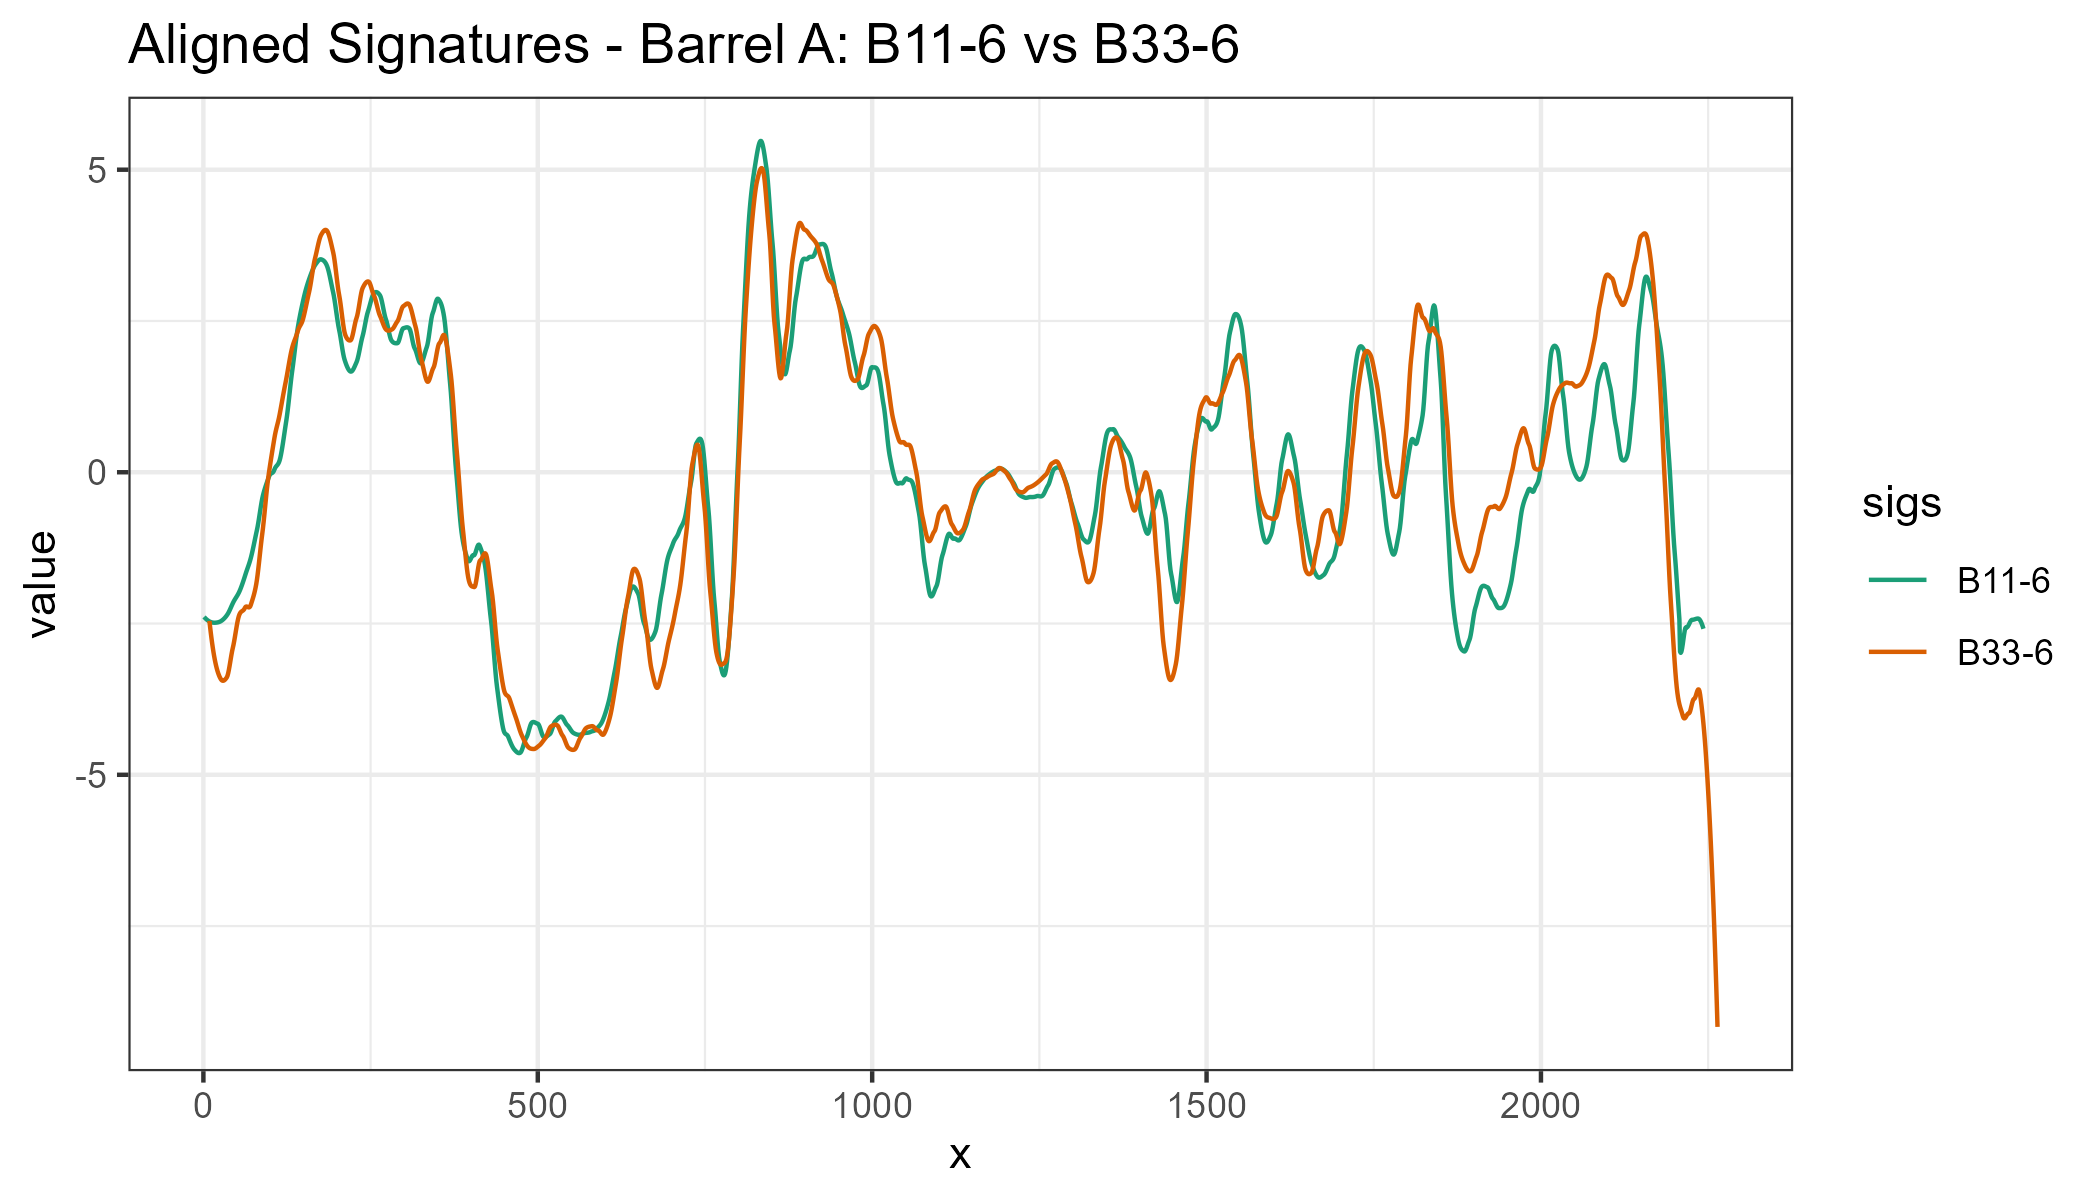 Aligned Signatures - Barrel A: B11-6 vs B33-6
5
0
-5
value
0 500 1000 1500 2000
x
sigs
B11-6
B33-6